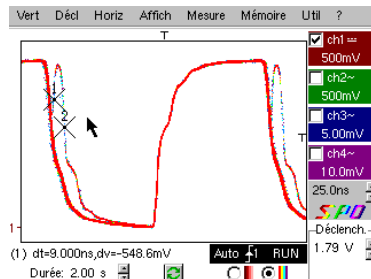 Vert Décl Horiz Affich Mesure Mémoire Util ?
T
ch1
500mV
ch2~
500mV
ch3~
5.00mV
ch4~
10.0mV
25.0ns
SPO
Déclench.
1.79 V
1
2
T
1-
(1) dt=9.000ns,dv=-548.6mV
Auto 1 RUN
Durée: 2.00 s